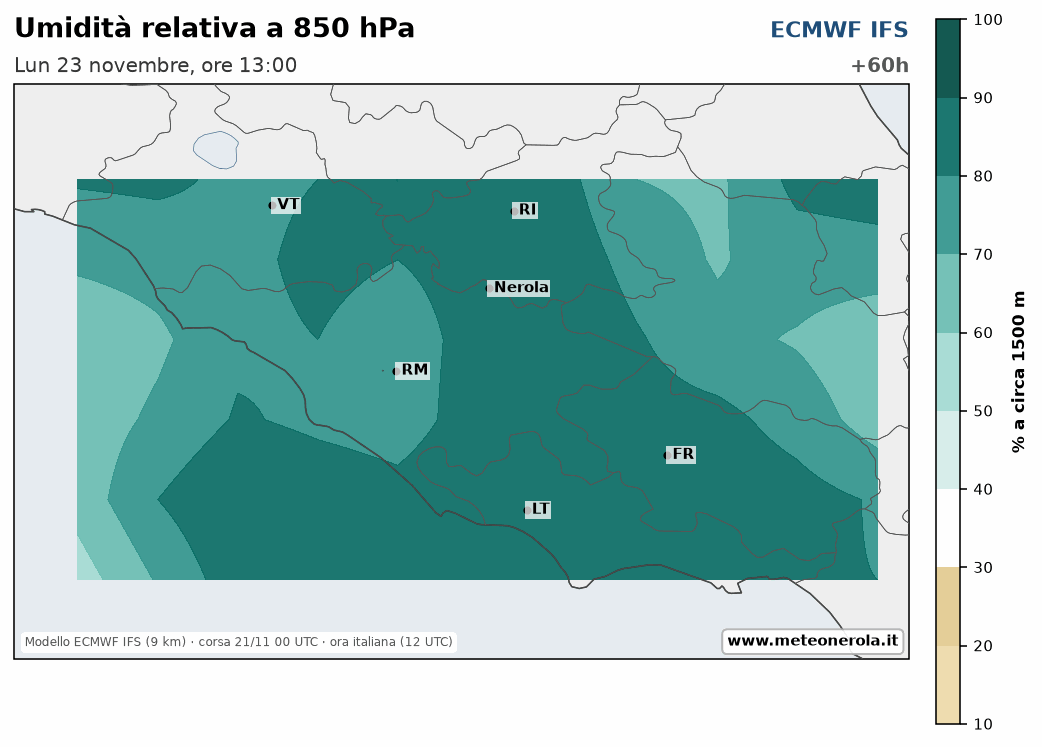 Umidità relativa a 850 hPa
ECMWF IFS
Lun 23 novembre, ore 13:00
+60h
VT
RI
Nerola
RM
FR
LT
Modello ECMWF IFS (9 km) · corsa 21/11 00 UTC · ora italiana (12 UTC)
www.meteonerola.it
100
90
80
70
60
50
40
30
20
10
% a circa 1500 m